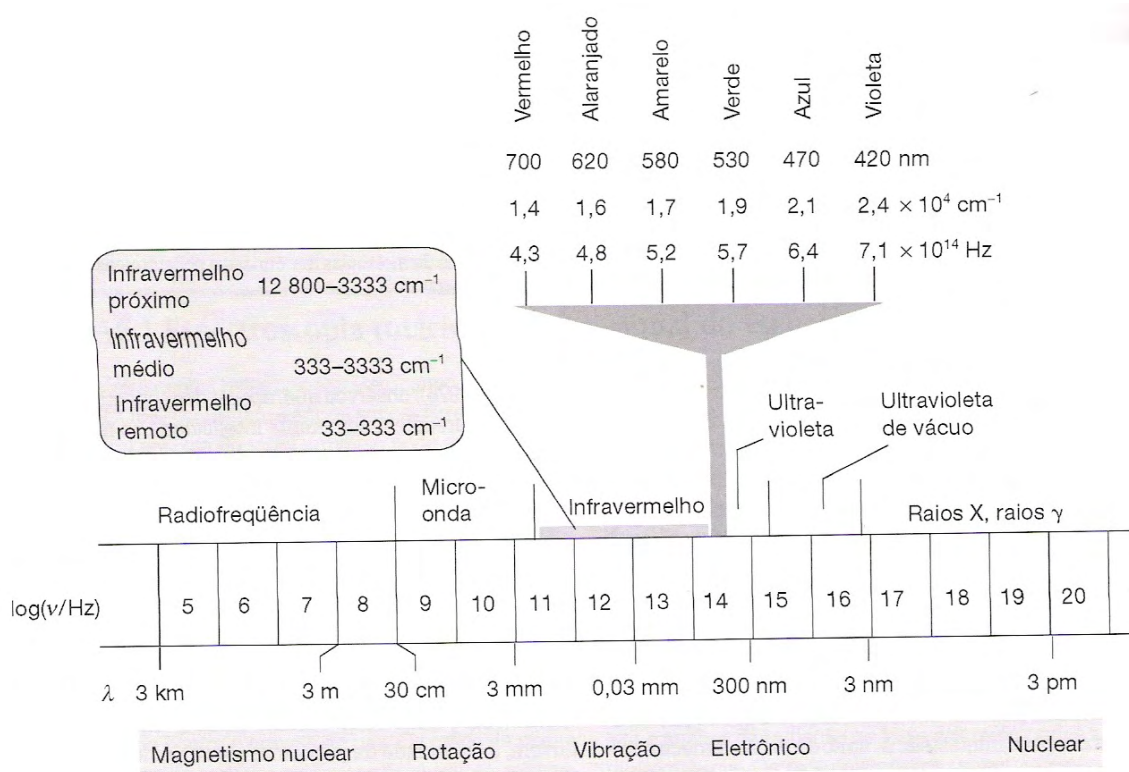 Vermelho Alaranjado Amarelo Verde Azul Violeta
700 620 580 530 470 420 nm
1,4 1,6 1,7 1,9 2,1 2,4 × 10⁴ cm⁻¹
4,3 4,8 5,2 5,7 6,4 7,1 × 10¹⁴ Hz
Infravermelho
próximo 12 800–3333 cm⁻¹
Infravermelho
médio 333–3333 cm⁻¹
Infravermelho
remoto 33–333 cm⁻¹
Radiofreqüência
Micro-
onda
Infravermelho
Ultra-
violeta
Ultravioleta
de vácuo
Raios X, raios γ
log(ν/Hz) 5 6 7 8 9 10 11 12 13 14 15 16 17 18 19 20
λ 3 km 3 m 30 cm 3 mm 0,03 mm 300 nm 3 nm 3 pm
Magnetismo nuclear Rotação Vibração Eletrônico Nuclear